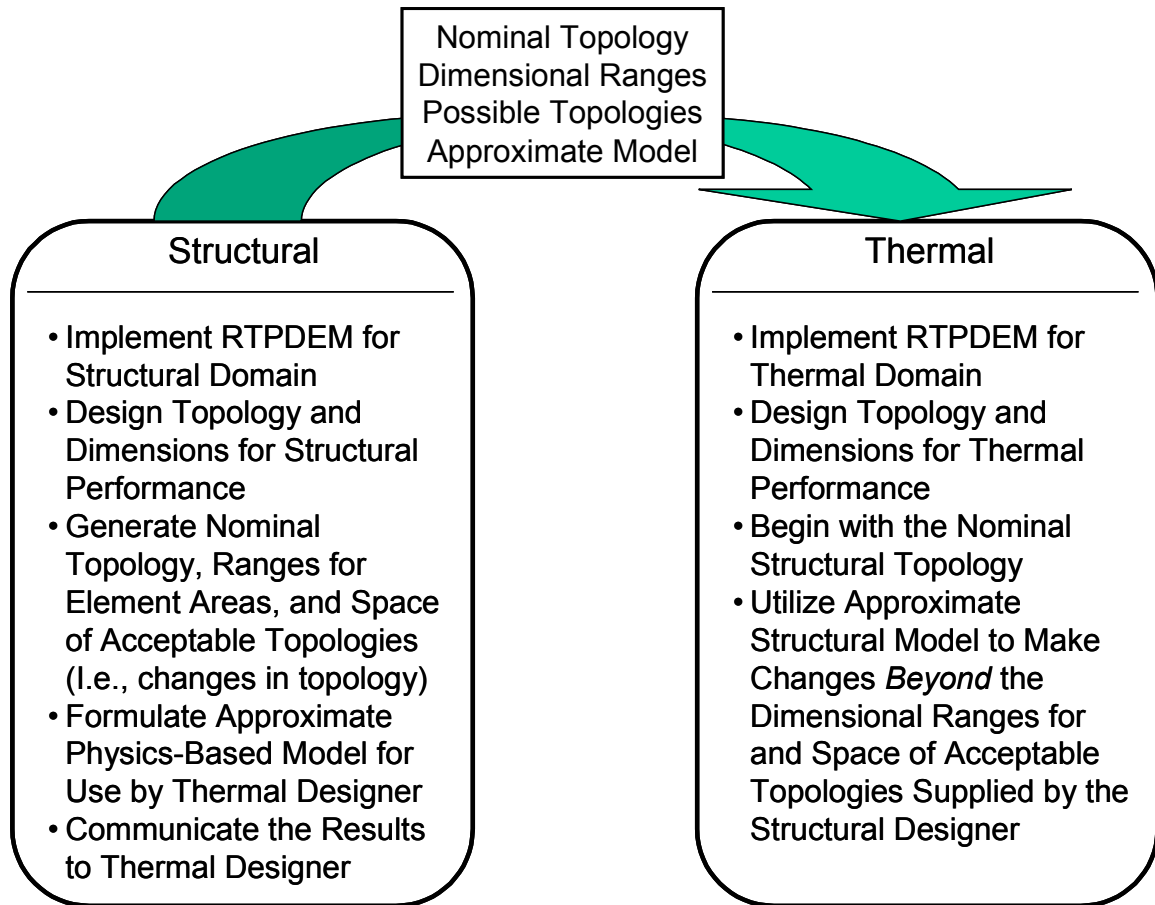 Nominal Topology
Dimensional Ranges
Possible Topologies
Approximate Model
Structural
• Implement RTPDEM for
Structural Domain
• Design Topology and
Dimensions for Structural
Performance
• Generate Nominal
Topology, Ranges for
Element Areas, and Space
of Acceptable Topologies
(I.e., changes in topology)
• Formulate Approximate
Physics-Based Model for
Use by Thermal Designer
• Communicate the Results
to Thermal Designer
Thermal
• Implement RTPDEM for
Thermal Domain
• Design Topology and
Dimensions for Thermal
Performance
• Begin with the Nominal
Structural Topology
• Utilize Approximate
Structural Model to Make
Changes Beyond the
Dimensional Ranges for
and Space of Acceptable
Topologies Supplied by the
Structural Designer